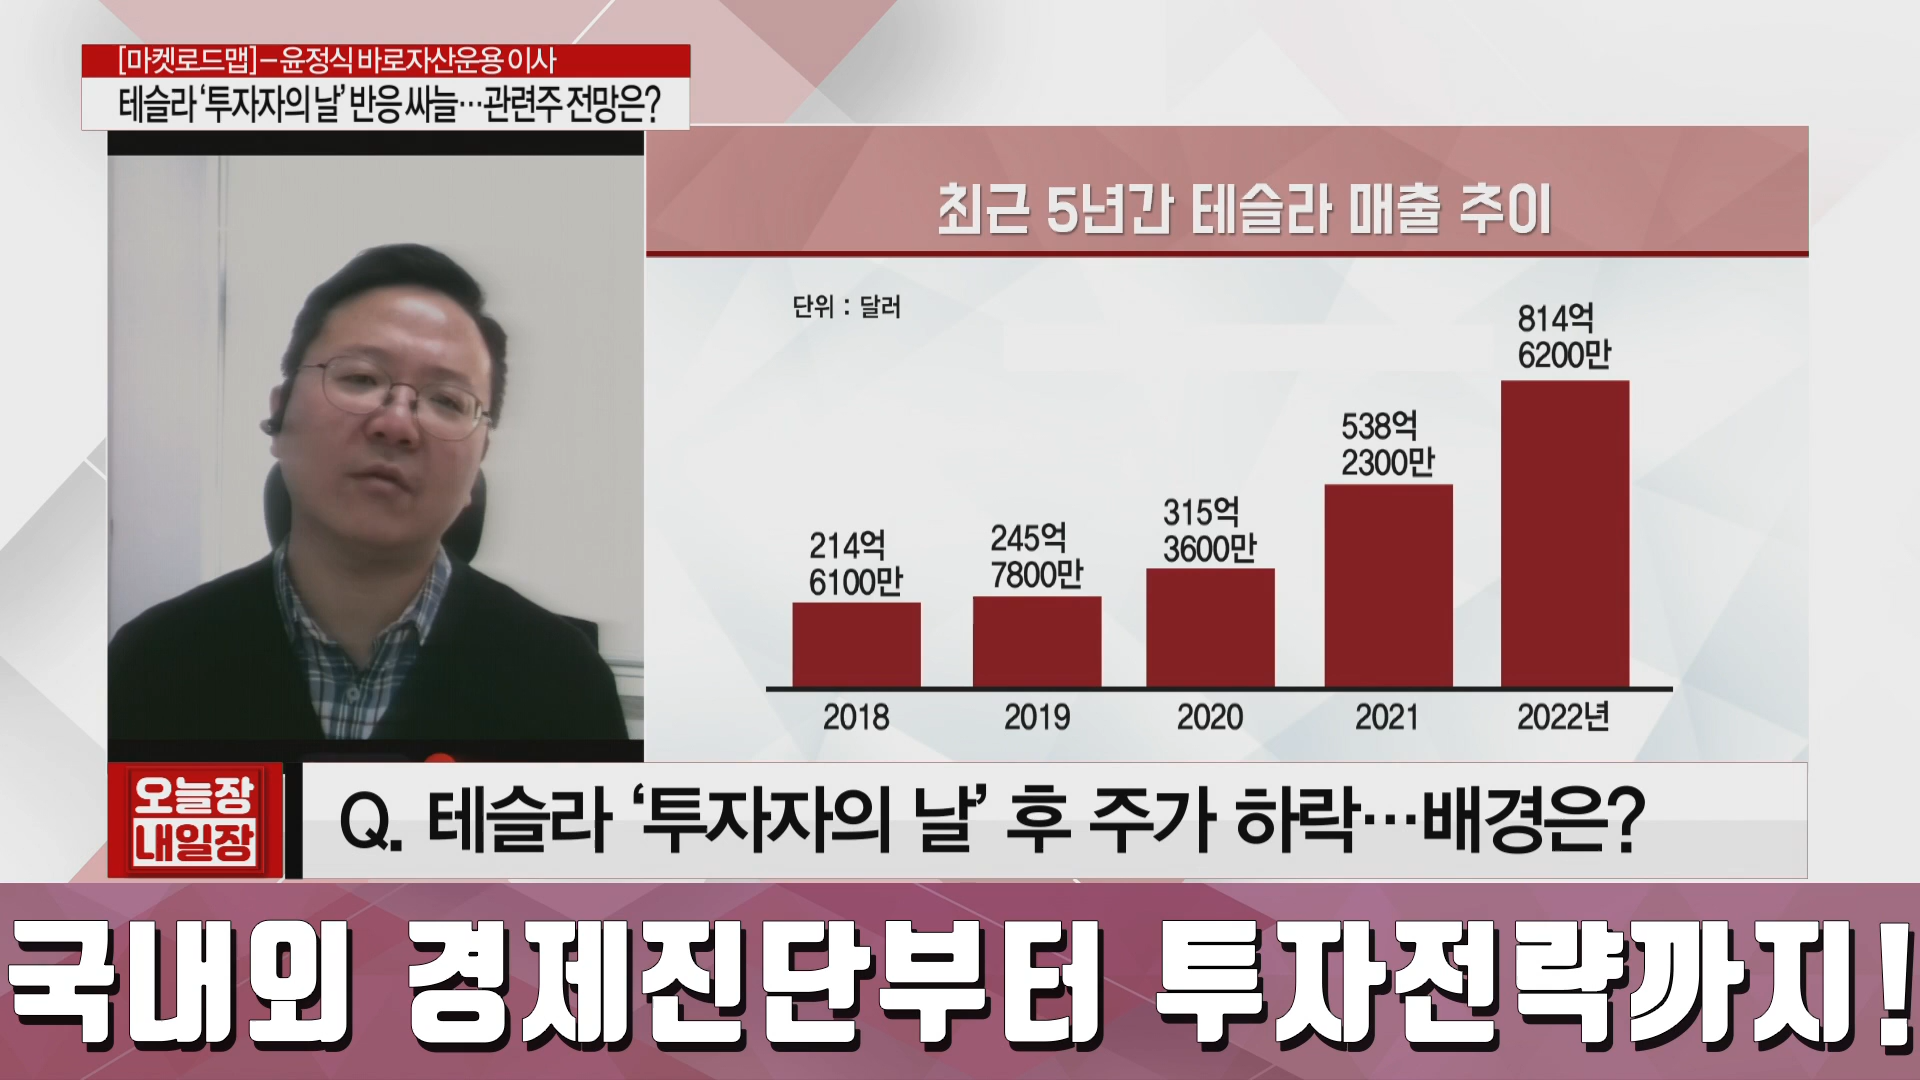 [마켓로드맵] – 윤정식 바로자산운용 이사
테슬라 ‘투자자의 날’ 반응 싸늘…관련주 전망은?
최근 5년간 테슬라 매출 추이
단위 : 달러
214억
6100만
245억
7800만
315억
3600만
538억
2300만
814억
6200만
2018
2019
2020
2021
2022년
오늘장
내일장
Q. 테슬라 ‘투자자의 날’ 후 주가 하락…배경은?
국내외 경제진단부터 투자전략까지!